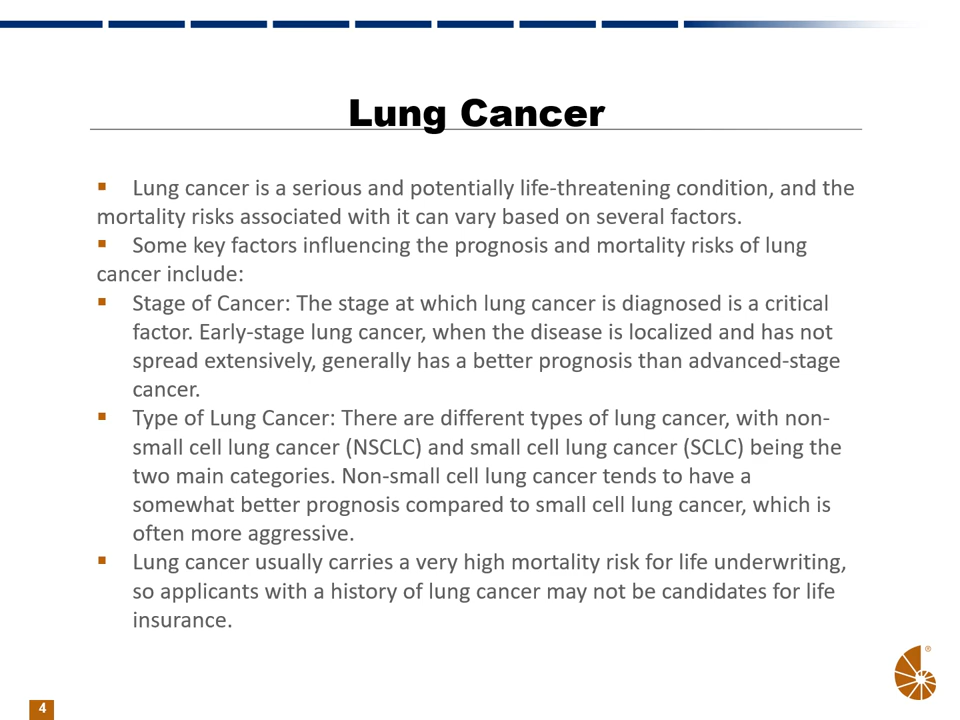 Lung Cancer
▪ Lung cancer is a serious and potentially life-threatening condition, and the
mortality risks associated with it can vary based on several factors.
▪ Some key factors influencing the prognosis and mortality risks of lung
cancer include:
▪ Stage of Cancer: The stage at which lung cancer is diagnosed is a critical
factor. Early-stage lung cancer, when the disease is localized and has not
spread extensively, generally has a better prognosis than advanced-stage
cancer.
▪ Type of Lung Cancer: There are different types of lung cancer, with non-
small cell lung cancer (NSCLC) and small cell lung cancer (SCLC) being the
two main categories. Non-small cell lung cancer tends to have a
somewhat better prognosis compared to small cell lung cancer, which is
often more aggressive.
▪ Lung cancer usually carries a very high mortality risk for life underwriting,
so applicants with a history of lung cancer may not be candidates for life
insurance.
®
4